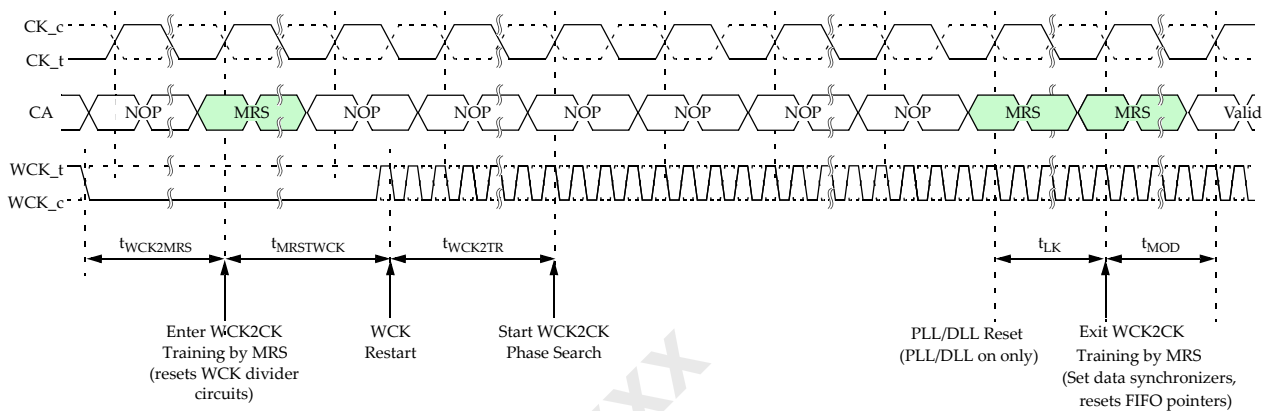 CK_c
CK_t
CA
NOP
MRS
NOP
NOP
NOP
NOP
NOP
NOP
MRS
MRS
Valid
WCK_t
WCK_c
tWCK2MRS
tMRSTWCK
tWCK2TR
tLK
tMOD
Enter WCK2CK
Training by MRS
(resets WCK divider
circuits)
WCK
Restart
Start WCK2CK
Phase Search
PLL/DLL Reset
(PLL/DLL on only)
Exit WCK2CK
Training by MRS
(Set data synchronizers,
resets FIFO pointers)